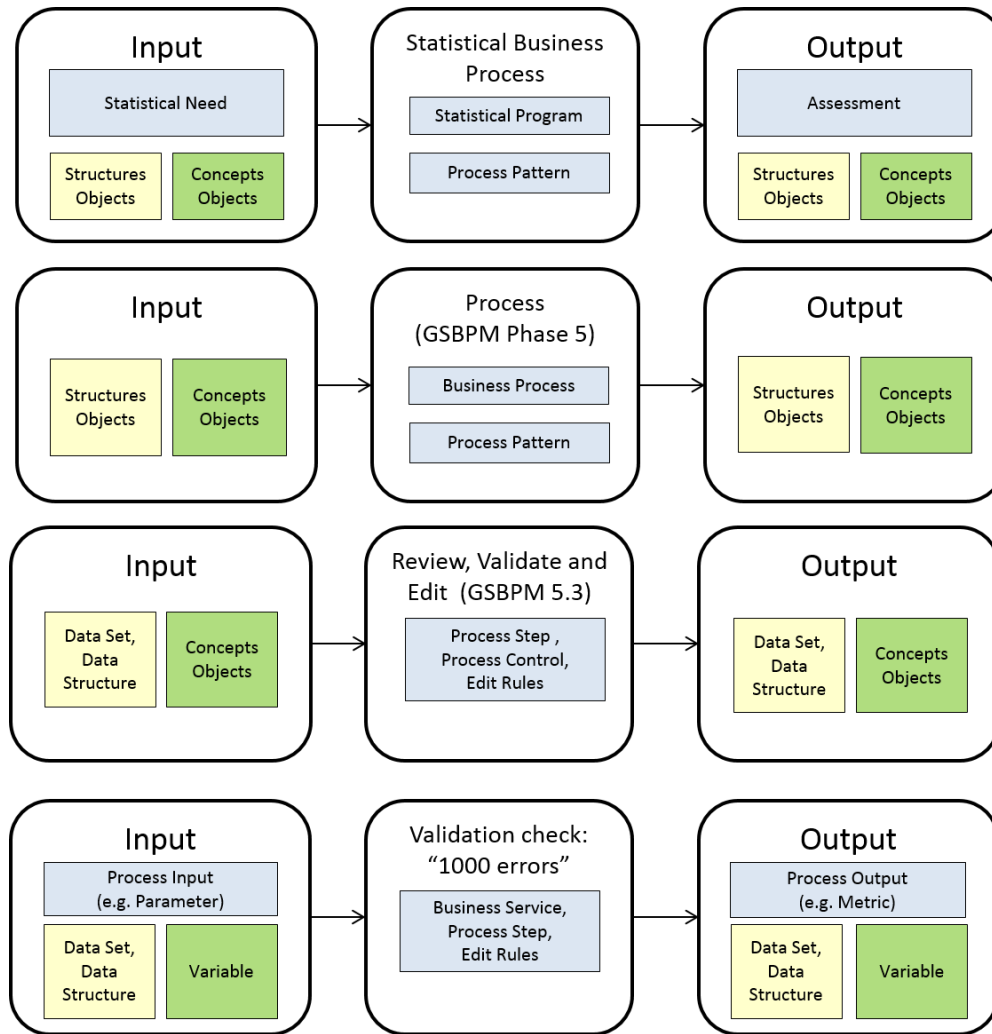 Input
Statistical Need
Structures
Objects
Concepts
Objects
Statistical Business
Process
Statistical Program
Process Pattern
Output
Assessment
Structures
Objects
Concepts
Objects
Input
Structures
Objects
Concepts
Objects
Process
(GSBPM Phase 5)
Business Process
Process Pattern
Output
Structures
Objects
Concepts
Objects
Input
Data Set,
Data
Structure
Concepts
Objects
Review, Validate and
Edit (GSBPM 5.3)
Process Step ,
Process Control,
Edit Rules
Output
Data Set,
Data
Structure
Concepts
Objects
Input
Process Input
(e.g. Parameter)
Data Set,
Data
Structure
Variable
Validation check:
“1000 errors”
Business Service,
Process Step,
Edit Rules
Output
Process Output
(e.g. Metric)
Data Set,
Data
Structure
Variable